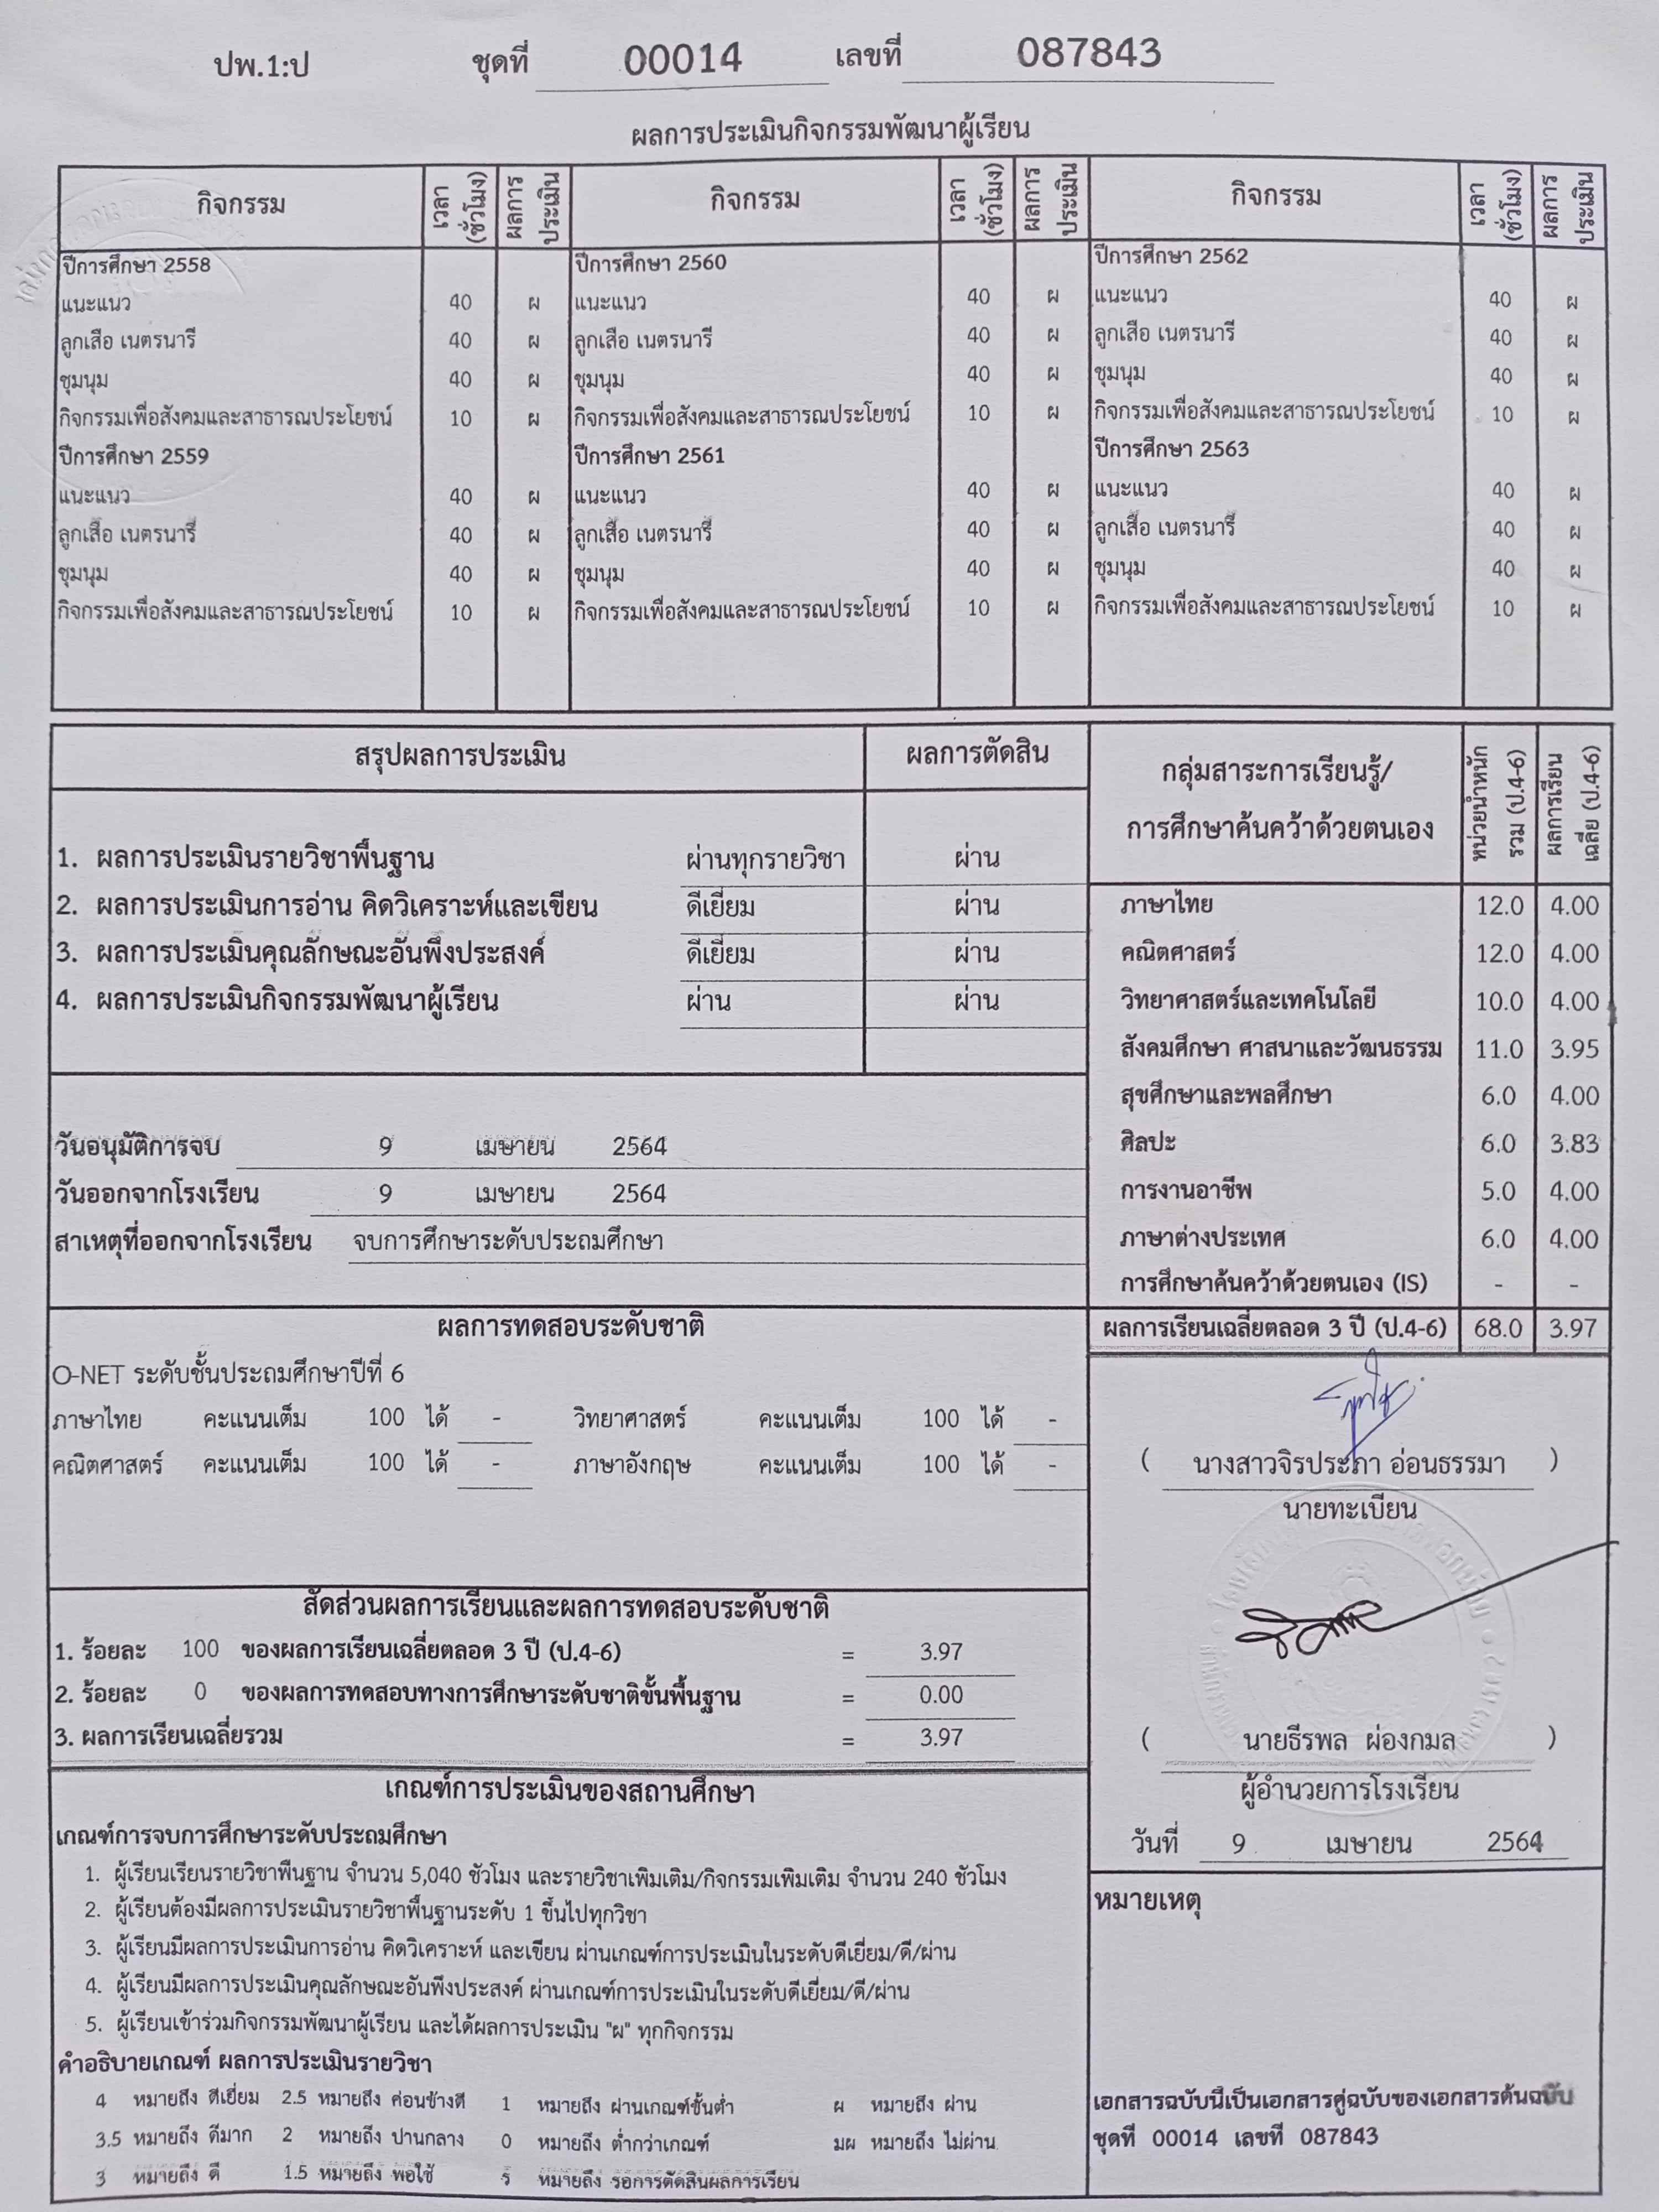 ปพ.1:ป ชุดที่ 00014 เลขที่ 087843
ผลการประเมินกิจกรรมพัฒนาผู้เรียน
กิจกรรม เวลา (ชั่วโมง) ผลการประเมิน กิจกรรม เวลา (ชั่วโมง) ผลการประเมิน กิจกรรม เวลา (ชั่วโมง) ผลการประเมิน
ปีการศึกษา 2558 ปีการศึกษา 2560 ปีการศึกษา 2562
แนะแนว 40 ผ แนะแนว 40 ผ แนะแนว 40 ผ
ลูกเสือ เนตรนารี 40 ผ ลูกเสือ เนตรนารี 40 ผ ลูกเสือ เนตรนารี 40 ผ
ชุมนุม 40 ผ ชุมนุม 40 ผ ชุมนุม 40 ผ
กิจกรรมเพื่อสังคมและสาธารณประโยชน์ 10 ผ กิจกรรมเพื่อสังคมและสาธารณประโยชน์ 10 ผ กิจกรรมเพื่อสังคมและสาธารณประโยชน์ 10 ผ
ปีการศึกษา 2559 ปีการศึกษา 2561 ปีการศึกษา 2563
แนะแนว 40 ผ แนะแนว 40 ผ แนะแนว 40 ผ
ลูกเสือ เนตรนารี 40 ผ ลูกเสือ เนตรนารี 40 ผ ลูกเสือ เนตรนารี 40 ผ
ชุมนุม 40 ผ ชุมนุม 40 ผ ชุมนุม 40 ผ
กิจกรรมเพื่อสังคมและสาธารณประโยชน์ 10 ผ กิจกรรมเพื่อสังคมและสาธารณประโยชน์ 10 ผ กิจกรรมเพื่อสังคมและสาธารณประโยชน์ 10 ผ
สรุปผลการประเมิน ผลการตัดสิน
1. ผลการประเมินรายวิชาพื้นฐาน ผ่านทุกรายวิชา ผ่าน
2. ผลการประเมินการอ่าน คิดวิเคราะห์และเขียน ดีเยี่ยม ผ่าน
3. ผลการประเมินคุณลักษณะอันพึงประสงค์ ดีเยี่ยม ผ่าน
4. ผลการประเมินกิจกรรมพัฒนาผู้เรียน ผ่าน ผ่าน
วันอนุมัติการจบ 9 เมษายน 2564
วันออกจากโรงเรียน 9 เมษายน 2564
สาเหตุที่ออกจากโรงเรียน จบการศึกษาระดับประถมศึกษา
กลุ่มสาระการเรียนรู้/
การศึกษาค้นคว้าด้วยตนเอง
หน่วยน้ำหนัก รวม (ป.4-6)
ผลการเรียน เฉลี่ย (ป.4-6)
ภาษาไทย 12.0 4.00
คณิตศาสตร์ 12.0 4.00
วิทยาศาสตร์และเทคโนโลยี 10.0 4.00
สังคมศึกษา ศาสนาและวัฒนธรรม 11.0 3.95
สุขศึกษาและพลศึกษา 6.0 4.00
ศิลปะ 6.0 3.83
การงานอาชีพ 5.0 4.00
ภาษาต่างประเทศ 6.0 4.00
การศึกษาค้นคว้าด้วยตนเอง (IS) - -
ผลการเรียนเฉลี่ยตลอด 3 ปี (ป.4-6) 68.0 3.97
ผลการทดสอบระดับชาติ
O-NET ระดับชั้นประถมศึกษาปีที่ 6
ภาษาไทย คะแนนเต็ม 100 ได้ - วิทยาศาสตร์ คะแนนเต็ม 100 ได้ -
คณิตศาสตร์ คะแนนเต็ม 100 ได้ - ภาษาอังกฤษ คะแนนเต็ม 100 ได้ -
สัดส่วนผลการเรียนและผลการทดสอบระดับชาติ
1. ร้อยละ 100 ของผลการเรียนเฉลี่ยตลอด 3 ปี (ป.4-6) = 3.97
2. ร้อยละ 0 ของผลการทดสอบทางการศึกษาระดับชาติขั้นพื้นฐาน = 0.00
3. ผลการเรียนเฉลี่ยรวม = 3.97
( นางสาวจิรประภา อ่อนธรรมา )
นายทะเบียน
( นายธีรพล ผ่องกมล )
ผู้อำนวยการโรงเรียน
วันที่ 9 เมษายน 2564
เกณฑ์การประเมินของสถานศึกษา
เกณฑ์การจบการศึกษาระดับประถมศึกษา
1. ผู้เรียนเรียนรายวิชาพื้นฐาน จำนวน 5,040 ชั่วโมง และรายวิชาเพิ่มเติม/กิจกรรมเพิ่มเติม จำนวน 240 ชั่วโมง
2. ผู้เรียนต้องมีผลการประเมินรายวิชาพื้นฐานระดับ 1 ขึ้นไปทุกวิชา
3. ผู้เรียนมีผลการประเมินการอ่าน คิดวิเคราะห์ และเขียน ผ่านเกณฑ์การประเมินในระดับดีเยี่ยม/ดี/ผ่าน
4. ผู้เรียนมีผลการประเมินคุณลักษณะอันพึงประสงค์ ผ่านเกณฑ์การประเมินในระดับดีเยี่ยม/ดี/ผ่าน
5. ผู้เรียนเข้าร่วมกิจกรรมพัฒนาผู้เรียน และได้ผลการประเมิน "ผ" ทุกกิจกรรม
คำอธิบายเกณฑ์ ผลการประเมินรายวิชา
4 หมายถึง ดีเยี่ยม 2.5 หมายถึง ค่อนข้างดี 1 หมายถึง ผ่านเกณฑ์ขั้นต่ำ ผ หมายถึง ผ่าน
3.5 หมายถึง ดีมาก 2 หมายถึง ปานกลาง 0 หมายถึง ต่ำกว่าเกณฑ์ มผ หมายถึง ไม่ผ่าน
3 หมายถึง ดี 1.5 หมายถึง พอใช้ ร หมายถึง รอการตัดสินผลการเรียน
หมายเหตุ
เอกสารฉบับนี้เป็นเอกสารคู่ฉบับของเอกสารต้นฉบับ
ชุดที่ 00014 เลขที่ 087843